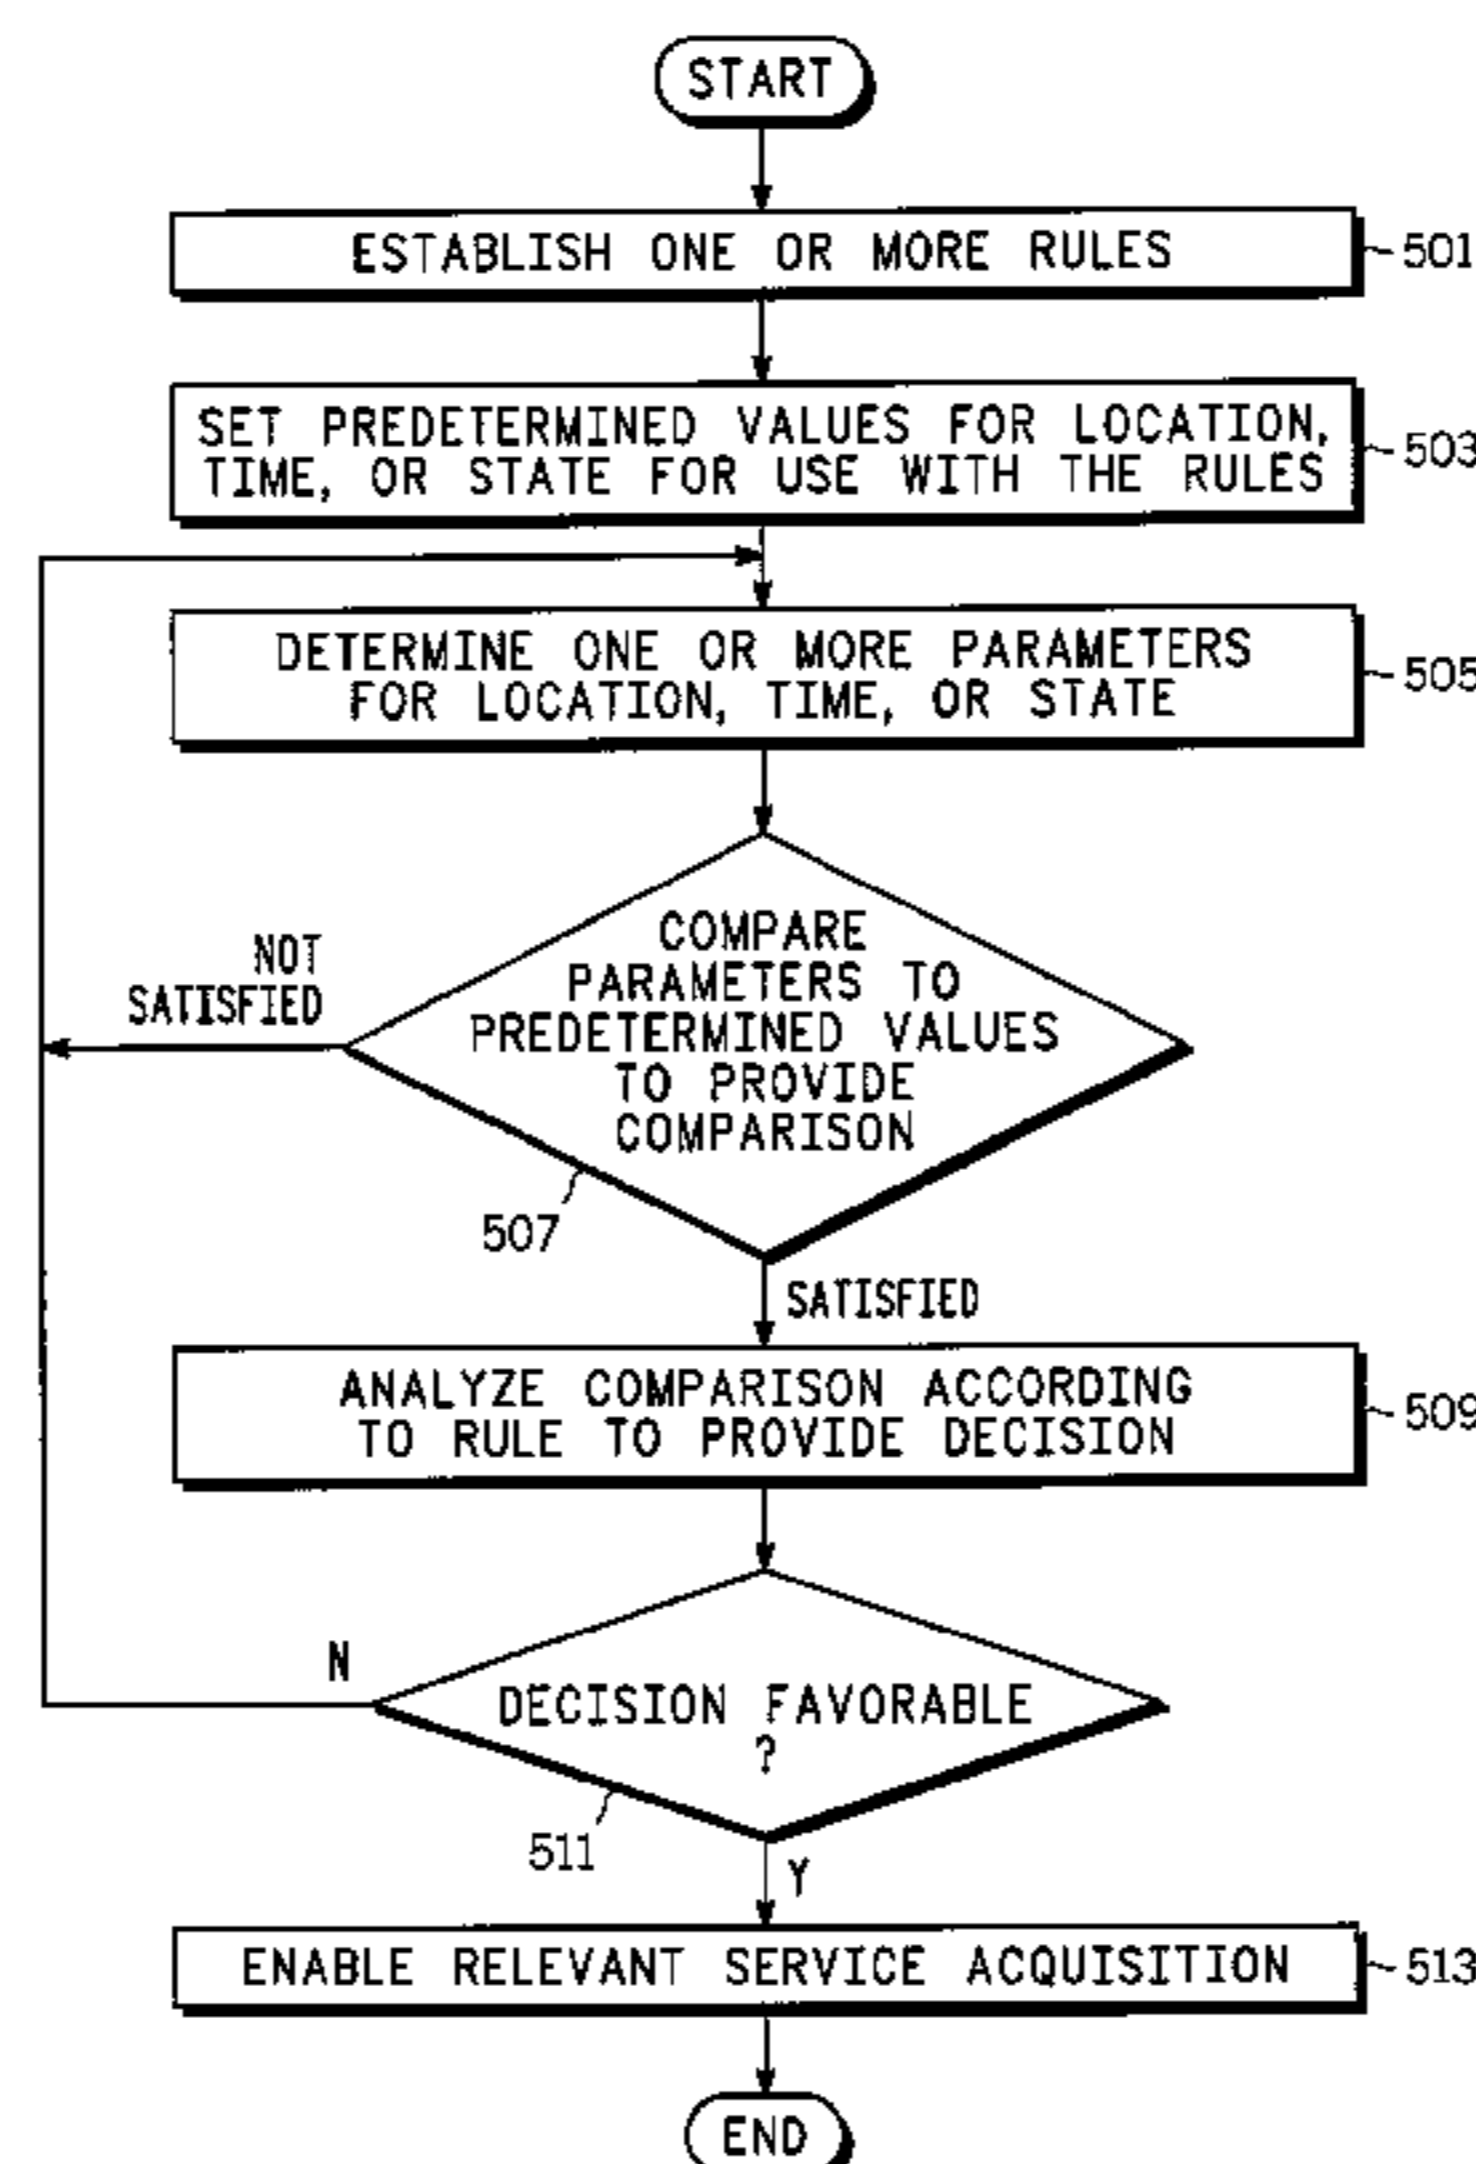 START
ESTABLISH ONE OR MORE RULES
501
SET PREDETERMINED VALUES FOR LOCATION,
TIME, OR STATE FOR USE WITH THE RULES
503
DETERMINE ONE OR MORE PARAMETERS
FOR LOCATION, TIME, OR STATE
505
COMPARE
PARAMETERS TO
PREDETERMINED VALUES
TO PROVIDE
COMPARISON
NOT
SATISFIED
507
SATISFIED
ANALYZE COMPARISON ACCORDING
TO RULE TO PROVIDE DECISION
509
N
DECISION FAVORABLE
?
511
Y
ENABLE RELEVANT SERVICE ACQUISITION
513
END